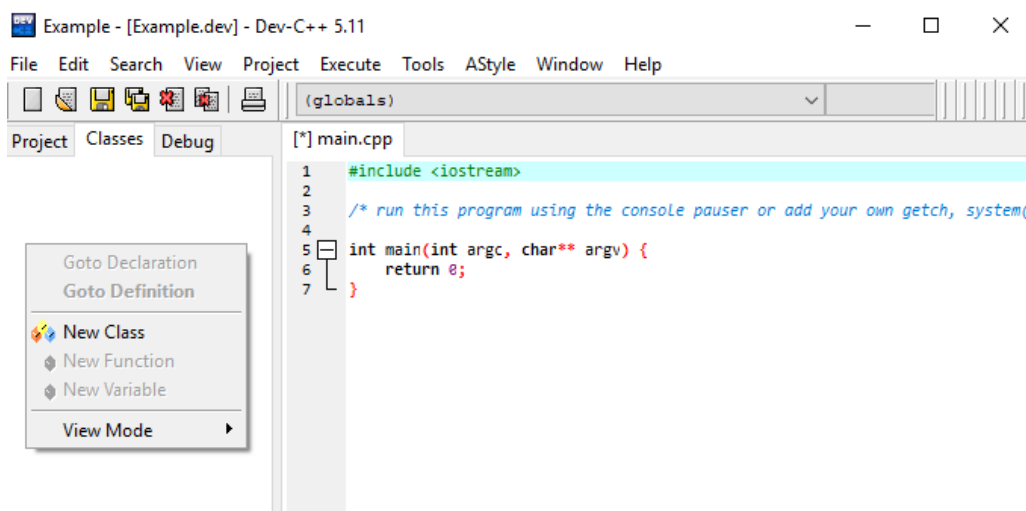 Example - [Example.dev] - Dev-C++ 5.11
File Edit Search View Project Execute Tools AStyle Window Help
(globals)
Project Classes Debug
[*] main.cpp
1 #include <iostream>
2
3 /* run this program using the console pauser or add your own getch, system(
4
5 int main(int argc, char** argv) {
6 return 0;
7 }
Goto Declaration
Goto Definition
New Class
New Function
New Variable
View Mode